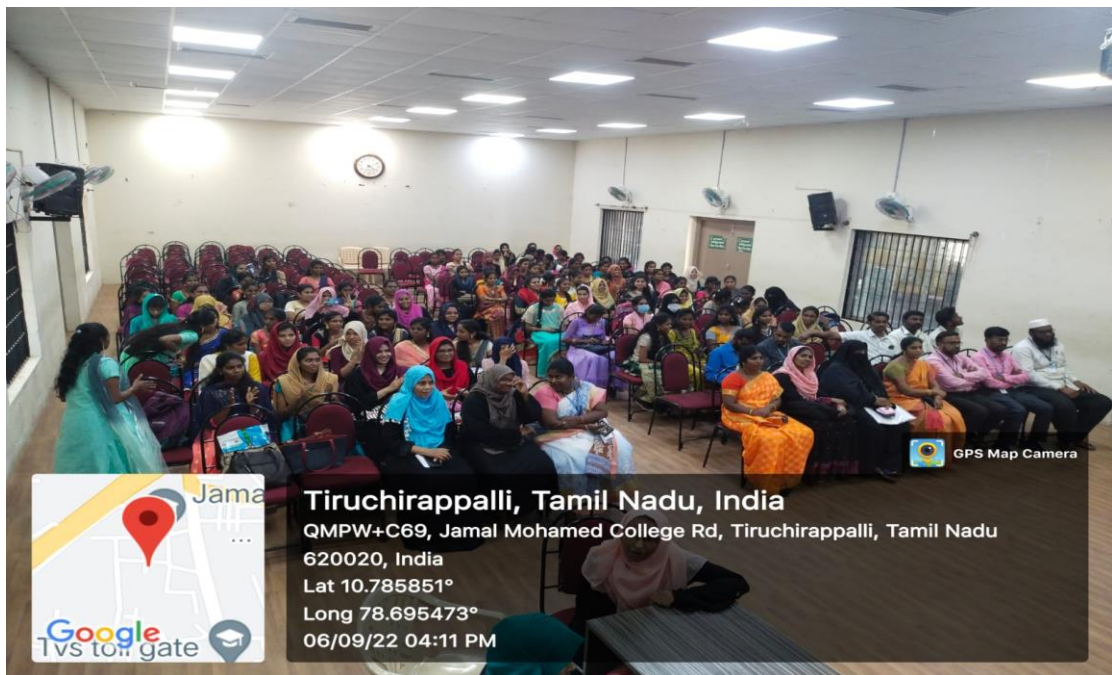 GPS Map Camera
Jama
...
Google
Tvs toll gate
Tiruchirappalli, Tamil Nadu, India
QMPW+C69, Jamal Mohamed College Rd, Tiruchirappalli, Tamil Nadu
620020, India
Lat 10.785851°
Long 78.695473°
06/09/22 04:11 PM